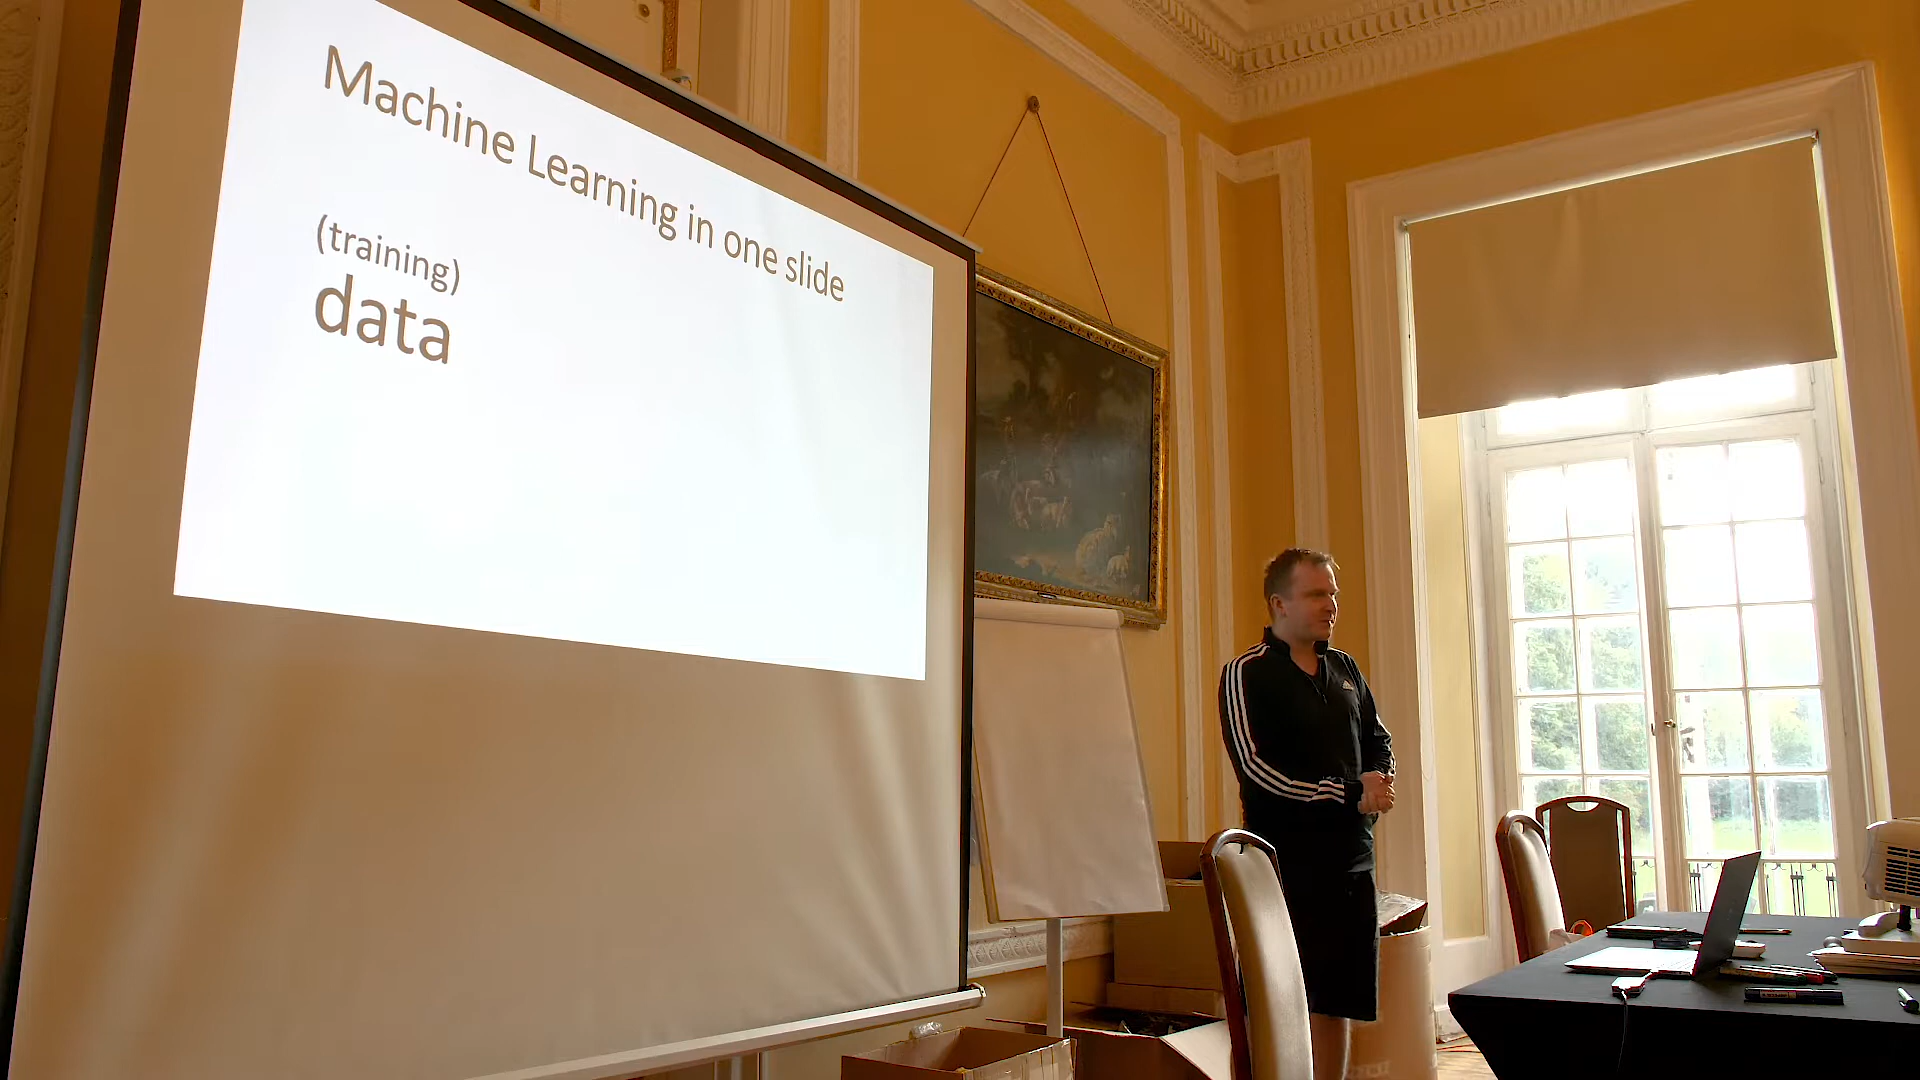 Machine Learning in one slide
(training)
data